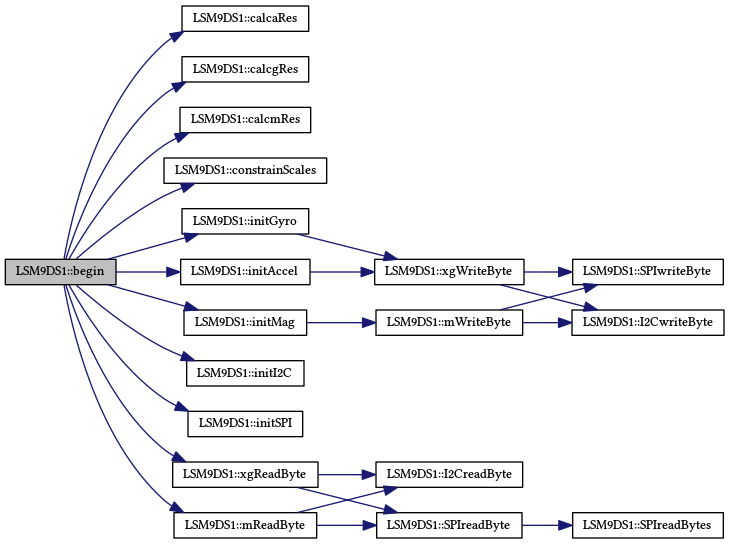 LSM9DS1::calcaRes
LSM9DS1::calcgRes
LSM9DS1::calcmRes
LSM9DS1::constrainScales
LSM9DS1::initGyro
LSM9DS1::begin
LSM9DS1::initAccel
LSM9DS1::xgWriteByte
LSM9DS1::SPIwriteByte
LSM9DS1::initMag
LSM9DS1::mWriteByte
LSM9DS1::I2CwriteByte
LSM9DS1::initI2C
LSM9DS1::initSPI
LSM9DS1::xgReadByte
LSM9DS1::I2CreadByte
LSM9DS1::mReadByte
LSM9DS1::SPIreadByte
LSM9DS1::SPIreadBytes